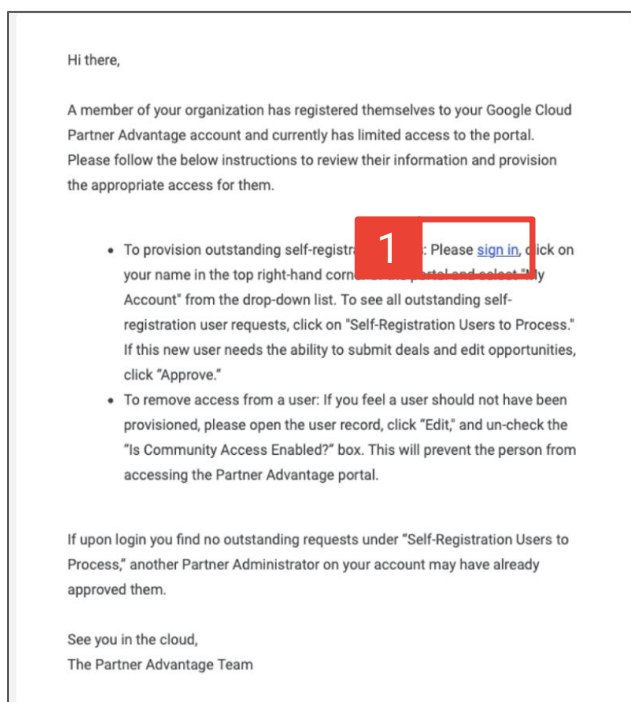 Hi there,
A member of your organization has registered themselves to your Google Cloud
Partner Advantage account and currently has limited access to the portal.
Please follow the below instructions to review their information and provision
the appropriate access for them.
• To provision outstanding self-registra 1 : Please sign in, click on
your name in the top right-hand corner of the portal and select "My
Account" from the drop-down list. To see all outstanding self-
registration user requests, click on "Self-Registration Users to Process."
If this new user needs the ability to submit deals and edit opportunities,
click “Approve.”
• To remove access from a user: If you feel a user should not have been
provisioned, please open the user record, click “Edit,” and un-check the
“Is Community Access Enabled?” box. This will prevent the person from
accessing the Partner Advantage portal.
If upon login you find no outstanding requests under “Self-Registration Users to
Process,” another Partner Administrator on your account may have already
approved them.
See you in the cloud,
The Partner Advantage Team